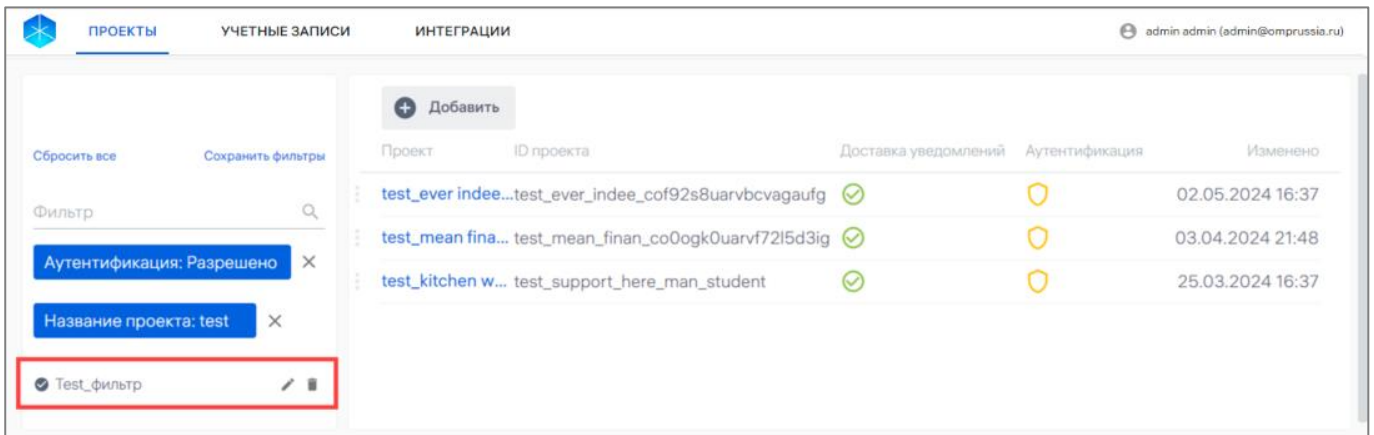 ПРОЕКТЫ УЧЕТНЫЕ ЗАПИСИ ИНТЕГРАЦИИ admin admin (admin@omprussia.ru)
Добавить
Сбросить все Сохранить фильтры
Проект ID проекта Доставка уведомлений Аутентификация Изменено
Фильтр
Аутентификация: Разрешено
Название проекта: test
Test_фильтр
test_ever indee... test_ever_indee_cof92s8uarvbcvagaufg 02.05.2024 16:37
test_mean fina... test_mean_finan_co0ogk0uarvf72l5d3ig 03.04.2024 21:48
test_kitchen w... test_support_here_man_student 25.03.2024 16:37